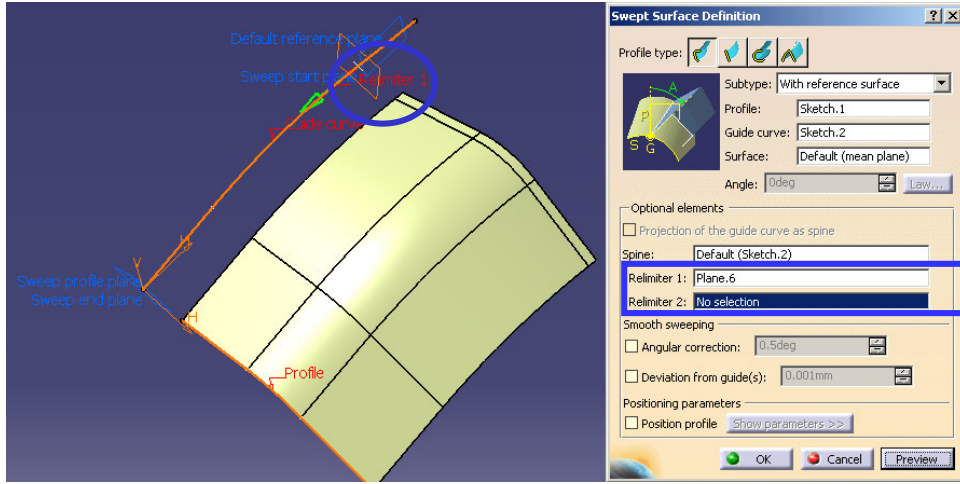 Default reference plane
Sweep start plane
Relimiter 1
Guide curve
V
H
Sweep profile plane
Sweep end plane
H
Profile
Swept Surface Definition
Profile type:
Subtype: With reference surface
Profile: Sketch.1
Guide curve: Sketch.2
Surface: Default (mean plane)
Angle: 0deg Law...
A
P
S G
Optional elements
Projection of the guide curve as spine
Spine: Default (Sketch.2)
Relimiter 1: Plane.6
Relimiter 2: No selection
Smooth sweeping
Angular correction: 0.5deg
Deviation from guide(s): 0.001mm
Positioning parameters
Position profile Show parameters >>
OK Cancel Preview